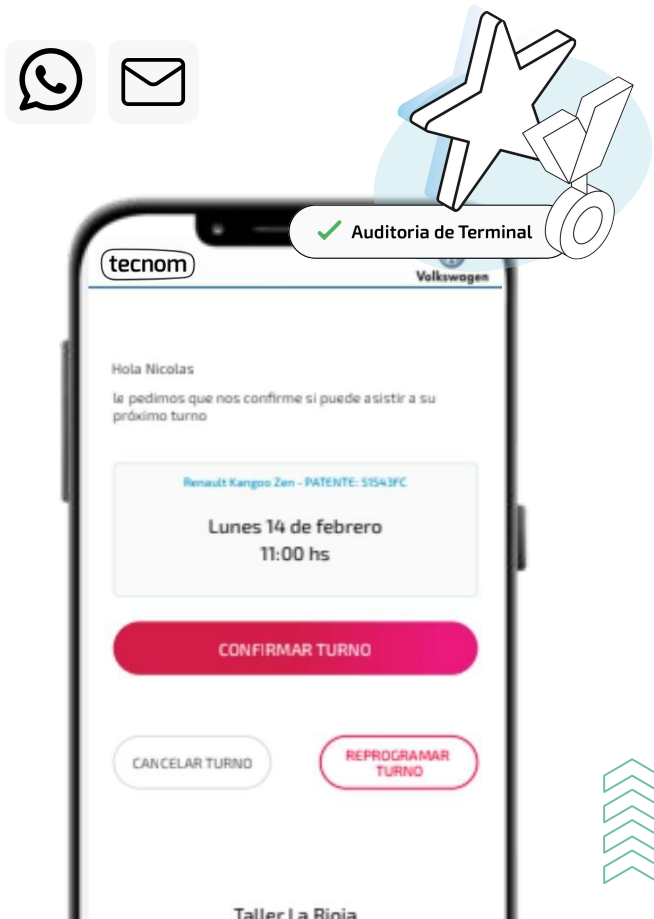 Auditoria de Terminal
tecnom
Volkswagen
Hola Nicolas
le pedimos que nos confirme si puede asistir a su
próximo turno
Renault Kangoo Zen - PATENTE: S1543FC
Lunes 14 de febrero
11:00 hs
CONFIRMAR TURNO
CANCELAR TURNO
REPROGRAMAR
TURNO
Taller La Rioja